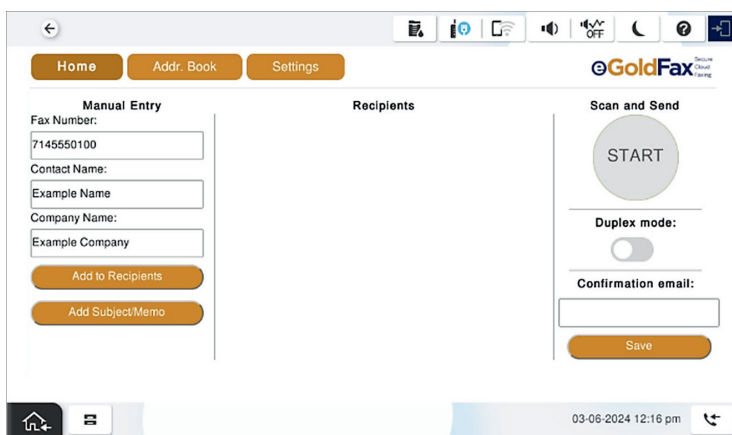 OFF
Home
Addr. Book
Settings
eGoldFax
Secure
Cloud
Faxing
Manual Entry
Fax Number:
7145550100
Contact Name:
Example Name
Company Name:
Example Company
Add to Recipients
Add Subject/Memo
Recipients
Scan and Send
START
Duplex mode:
Confirmation email:
Save
03-06-2024 12:16 pm